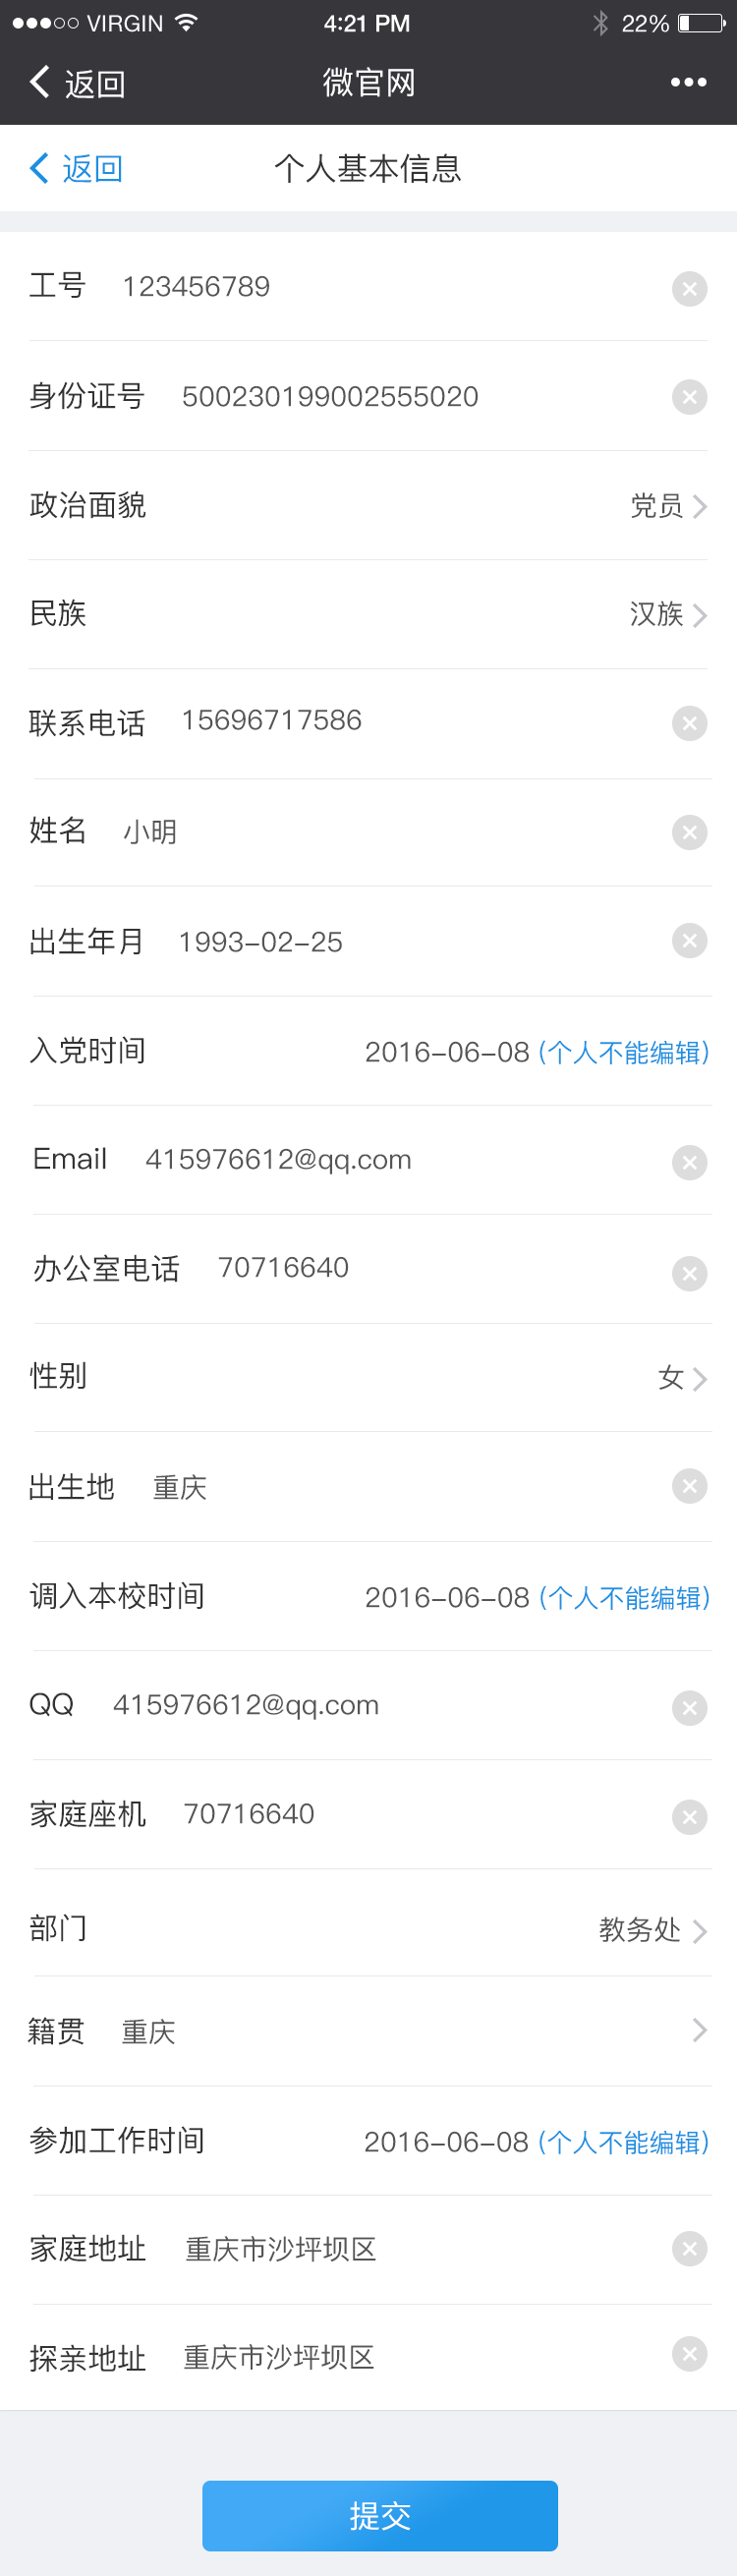 VIRGIN 4:21 PM 22%
返回 微官网
返回 个人基本信息
工号 123456789
身份证号 500230199002555020
政治面貌 党员
民族 汉族
联系电话 15696717586
姓名 小明
出生年月 1993-02-25
入党时间 2016-06-08 (个人不能编辑)
Email 415976612@qq.com
办公室电话 70716640
性别 女
出生地 重庆
调入本校时间 2016-06-08 (个人不能编辑)
QQ 415976612@qq.com
家庭座机 70716640
部门 教务处
籍贯 重庆
参加工作时间 2016-06-08 (个人不能编辑)
家庭地址 重庆市沙坪坝区
探亲地址 重庆市沙坪坝区
提交